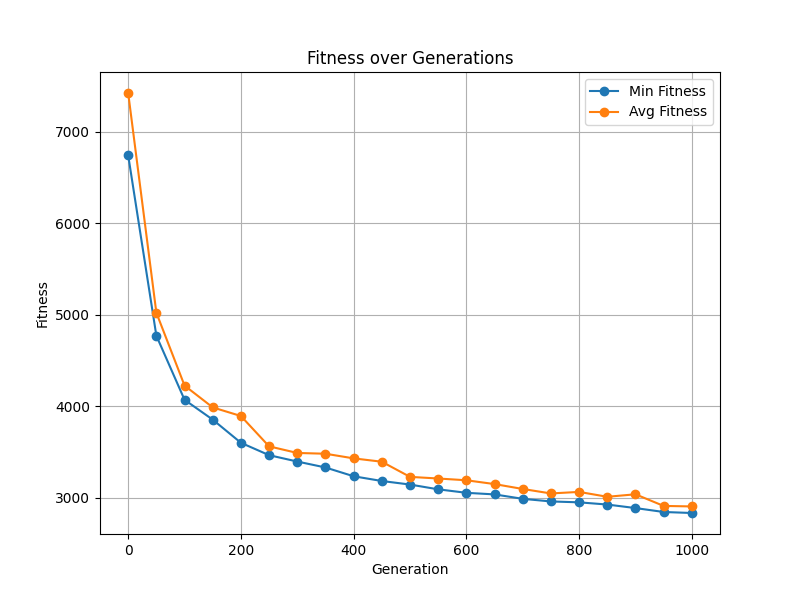 Fitness over Generations
Min Fitness
Avg Fitness
7000
6000
5000
4000
3000
Fitness
0 200 400 600 800 1000
Generation